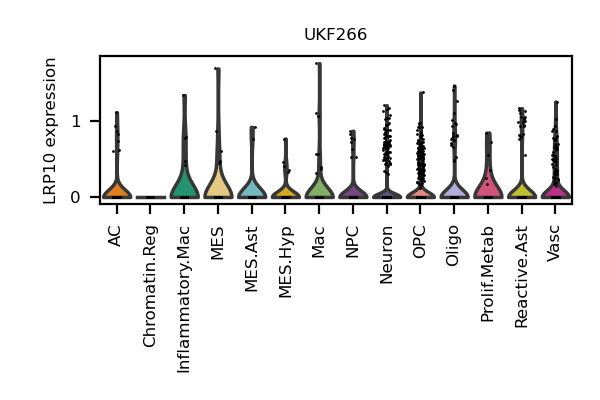 UKF266
LRP10 expression
1
0
AC
Chromatin.Reg
Inflammatory.Mac
MES
MES.Ast
MES.Hyp
Mac
NPC
Neuron
OPC
Oligo
Prolif.Metab
Reactive.Ast
Vasc